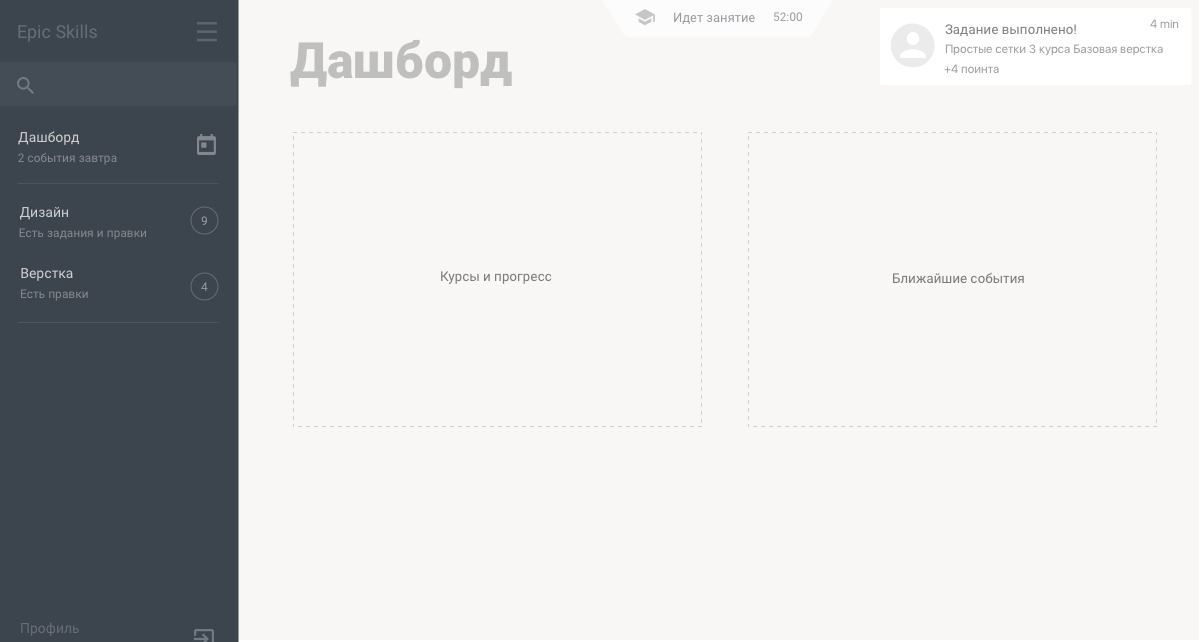 Epic Skills
Дашборд
2 события завтра
Дизайн
Есть задания и правки
9
Верстка
Есть правки
4
Профиль
Идет занятие 52:00
Дашборд
Задание выполнено! 4 min
Простые сетки 3 курса Базовая верстка
+4 поинта
Курсы и прогресс
Ближайшие события